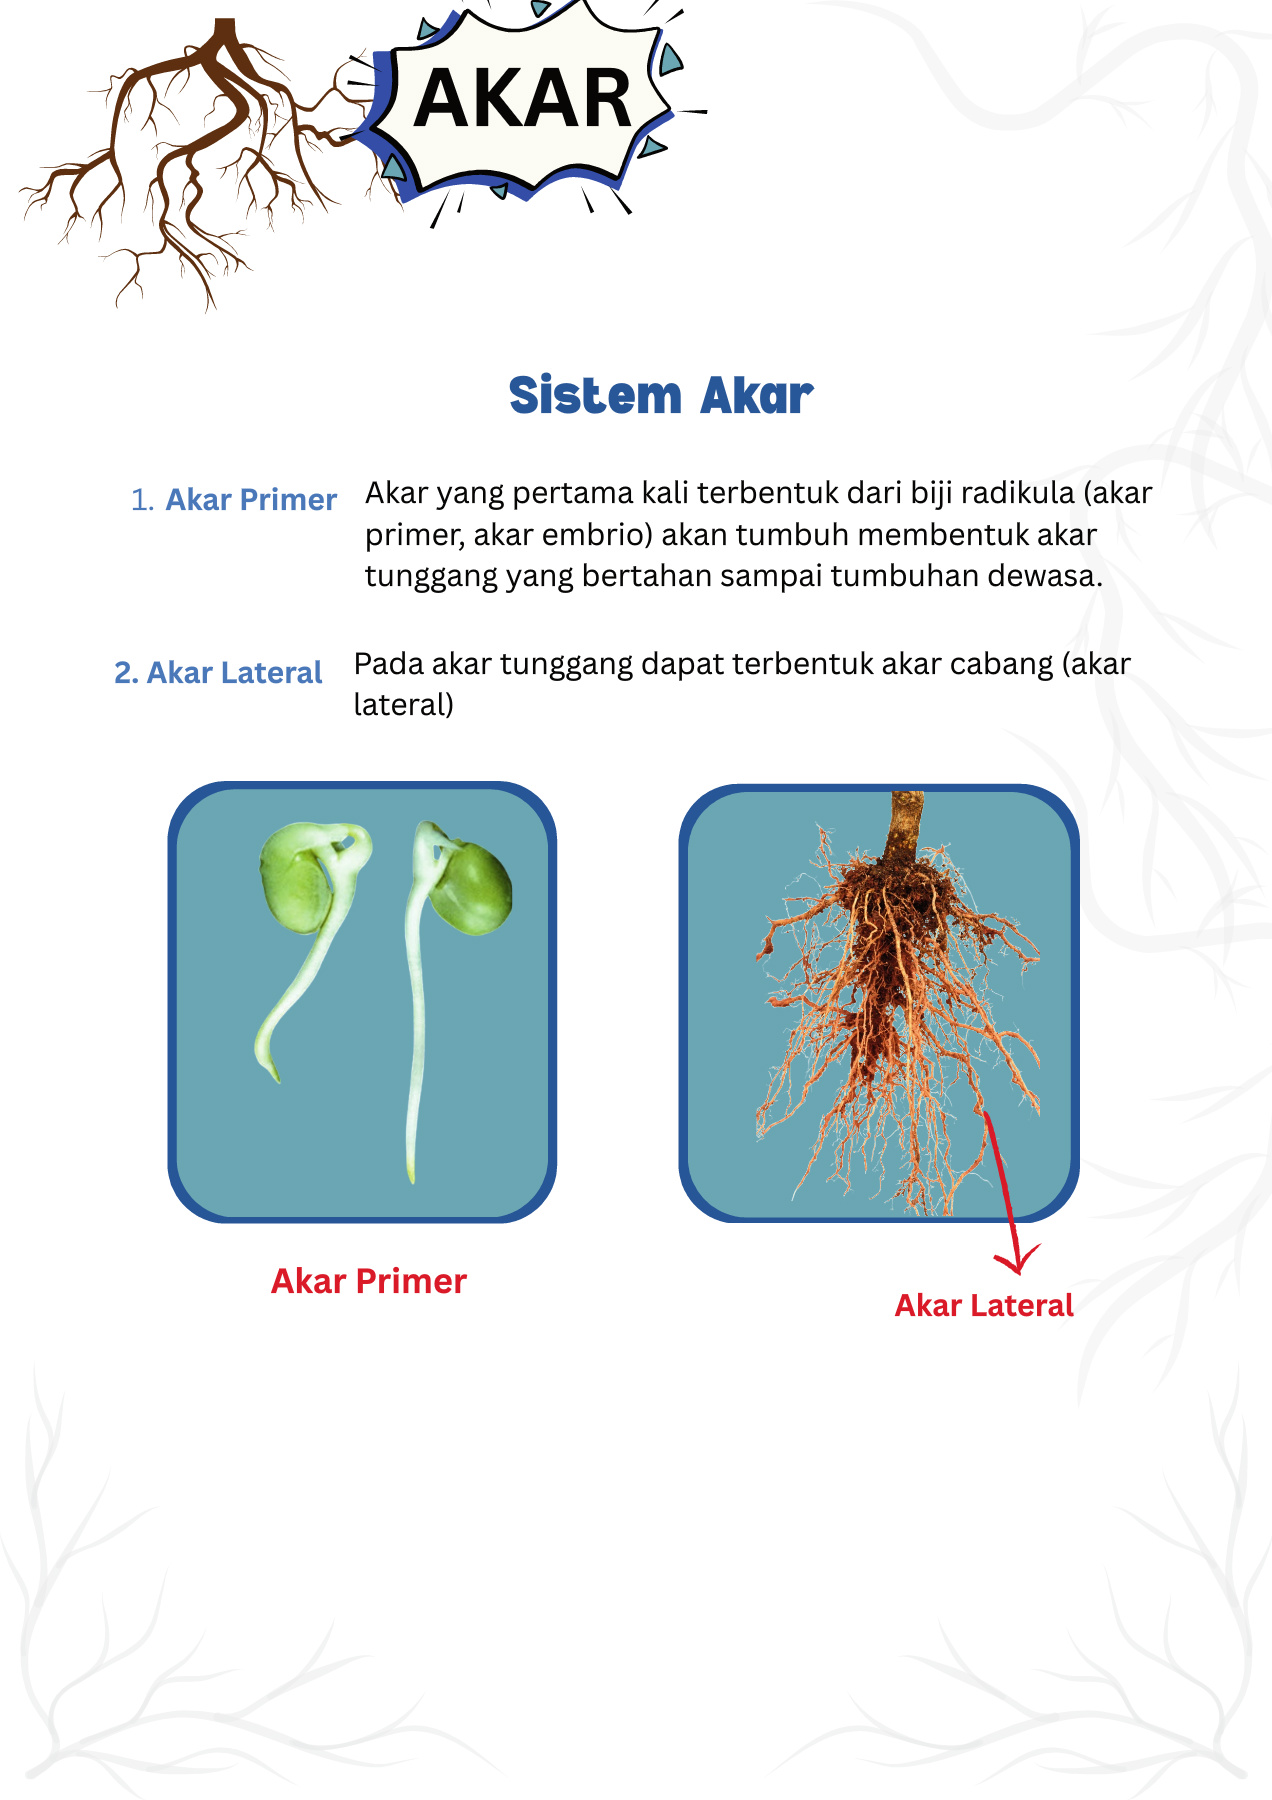 AKAR
Sistem Akar
1. Akar Primer
Akar yang pertama kali terbentuk dari biji radikula (akar
primer, akar embrio) akan tumbuh membentuk akar
tunggang yang bertahan sampai tumbuhan dewasa.
2. Akar Lateral
Pada akar tunggang dapat terbentuk akar cabang (akar
lateral)
Akar Primer
Akar Lateral